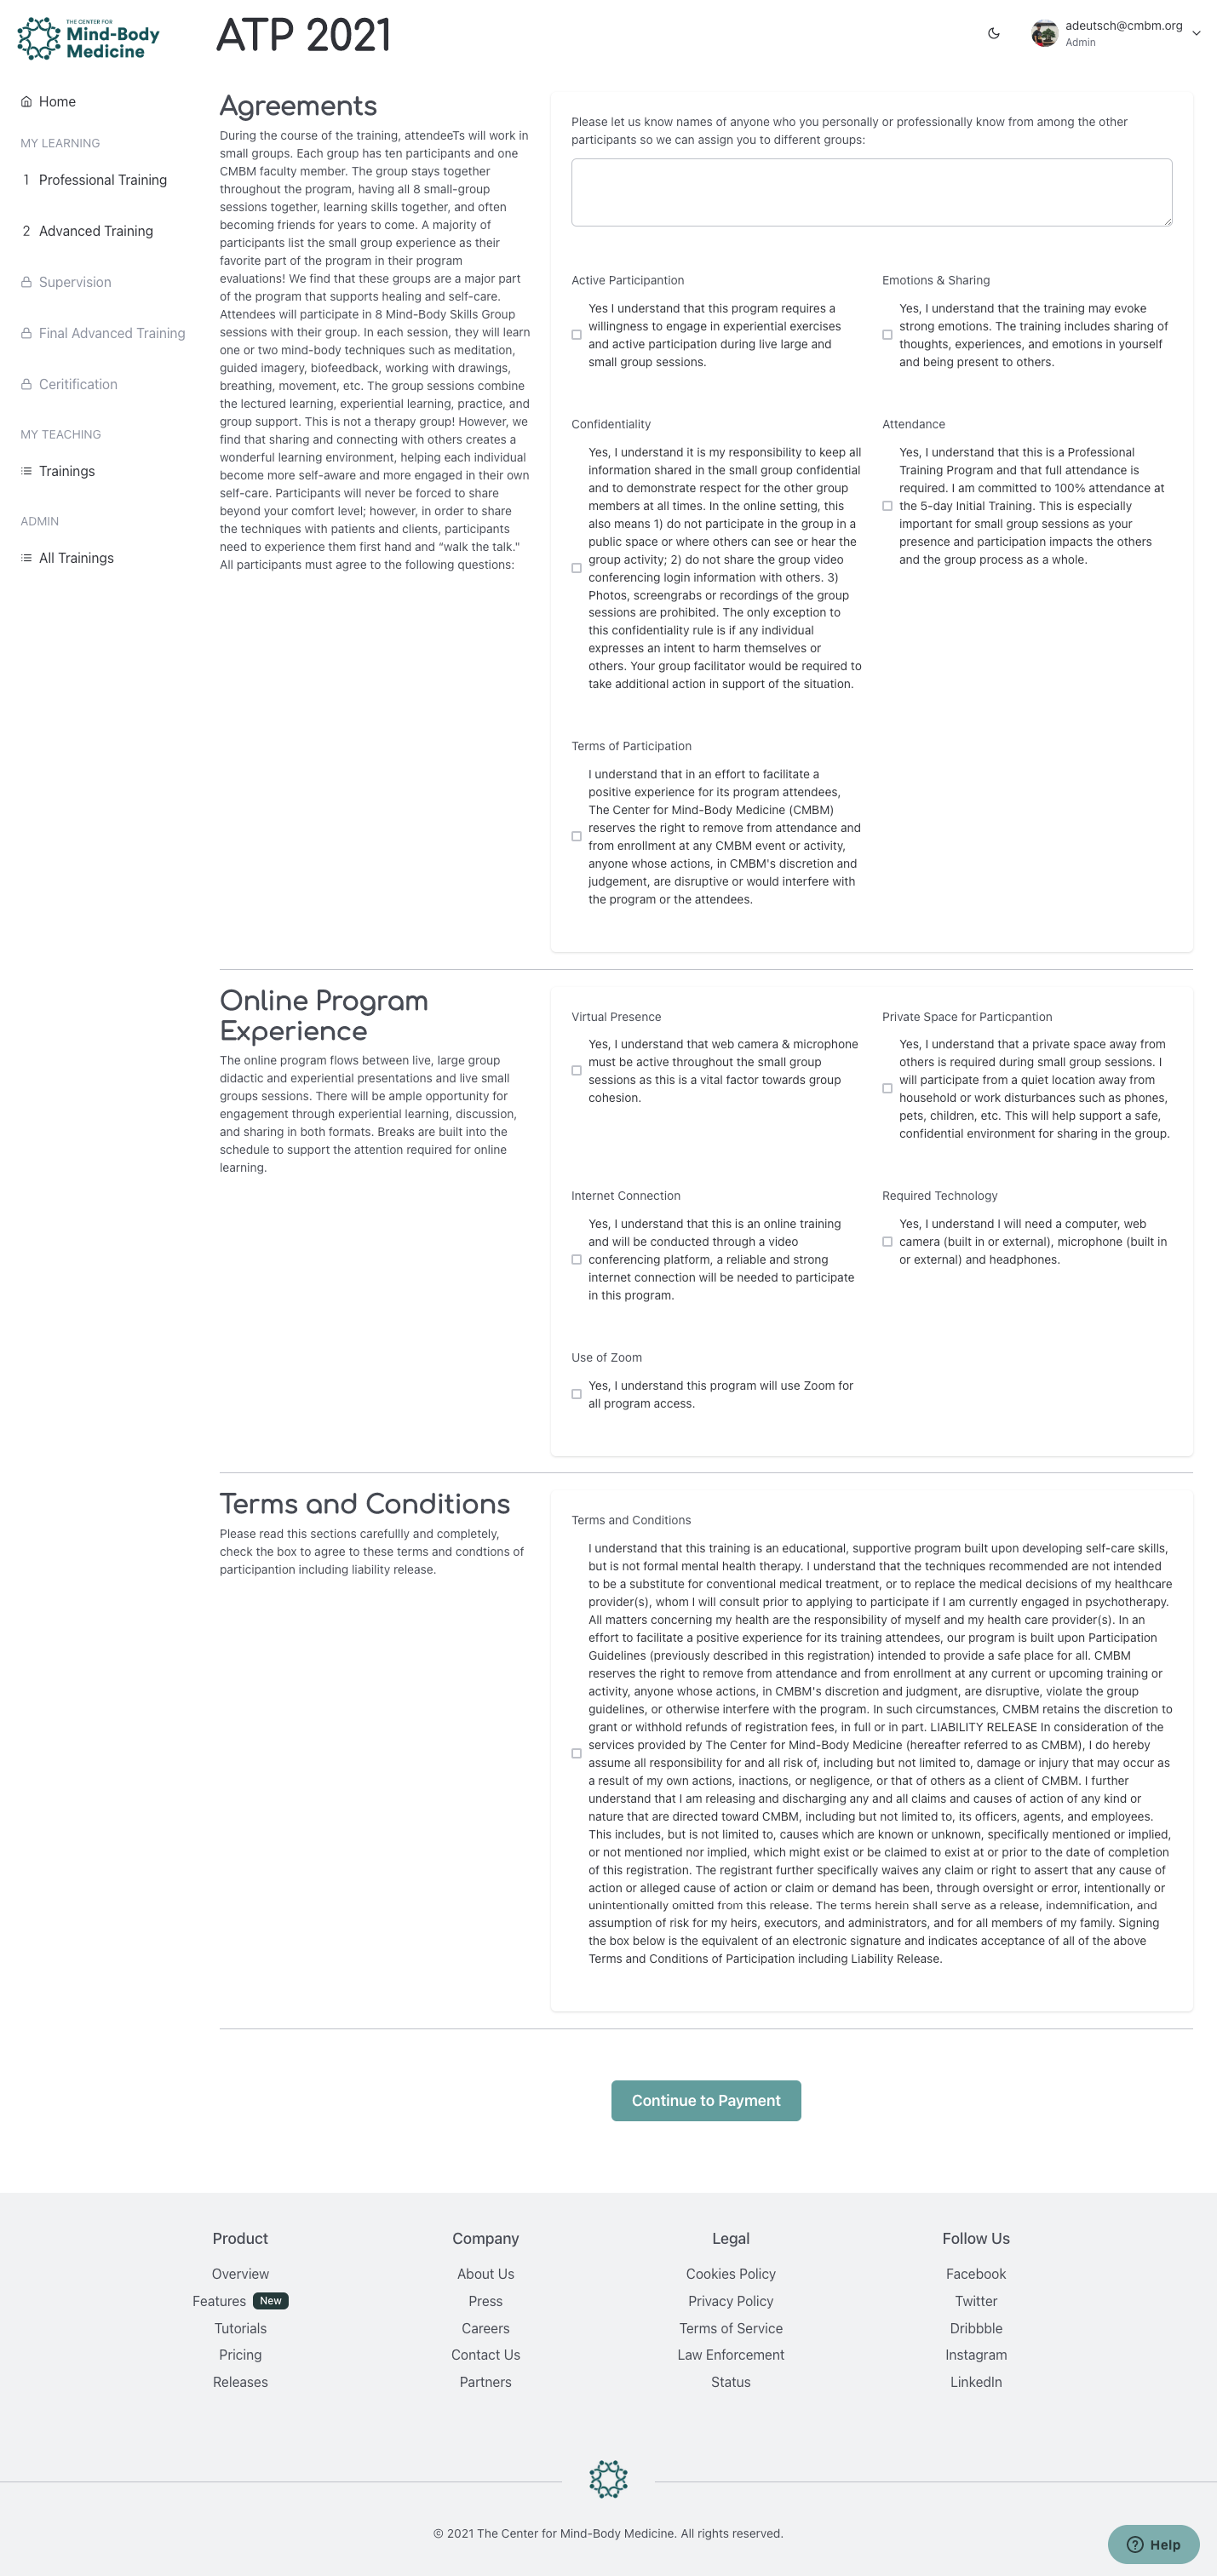 THE CENTER FOR
Mind-Body
Medicine
ATP 2021
adeutsch@cmbm.org
Admin
Home
MY LEARNING
1 Professional Training
2 Advanced Training
Supervision
Final Advanced Training
Ceritification
MY TEACHING
Trainings
ADMIN
All Trainings
Agreements
During the course of the training, attendeeTs will work in
small groups. Each group has ten participants and one
CMBM faculty member. The group stays together
throughout the program, having all 8 small-group
sessions together, learning skills together, and often
becoming friends for years to come. A majority of
participants list the small group experience as their
favorite part of the program in their program
evaluations! We find that these groups are a major part
of the program that supports healing and self-care.
Attendees will participate in 8 Mind-Body Skills Group
sessions with their group. In each session, they will learn
one or two mind-body techniques such as meditation,
guided imagery, biofeedback, working with drawings,
breathing, movement, etc. The group sessions combine
the lectured learning, experiential learning, practice, and
group support. This is not a therapy group! However, we
find that sharing and connecting with others creates a
wonderful learning environment, helping each individual
become more self-aware and more engaged in their own
self-care. Participants will never be forced to share
beyond your comfort level; however, in order to share
the techniques with patients and clients, participants
need to experience them first hand and “walk the talk."
All participants must agree to the following questions:
Please let us know names of anyone who you personally or professionally know from among the other
participants so we can assign you to different groups:
Active Participantion
Yes I understand that this program requires a
willingness to engage in experiential exercises
and active participation during live large and
small group sessions.
Emotions & Sharing
Yes, I understand that the training may evoke
strong emotions. The training includes sharing of
thoughts, experiences, and emotions in yourself
and being present to others.
Confidentiality
Yes, I understand it is my responsibility to keep all
information shared in the small group confidential
and to demonstrate respect for the other group
members at all times. In the online setting, this
also means 1) do not participate in the group in a
public space or where others can see or hear the
group activity; 2) do not share the group video
conferencing login information with others. 3)
Photos, screengrabs or recordings of the group
sessions are prohibited. The only exception to
this confidentiality rule is if any individual
expresses an intent to harm themselves or
others. Your group facilitator would be required to
take additional action in support of the situation.
Attendance
Yes, I understand that this is a Professional
Training Program and that full attendance is
required. I am committed to 100% attendance at
the 5-day Initial Training. This is especially
important for small group sessions as your
presence and participation impacts the others
and the group process as a whole.
Terms of Participation
I understand that in an effort to facilitate a
positive experience for its program attendees,
The Center for Mind-Body Medicine (CMBM)
reserves the right to remove from attendance and
from enrollment at any CMBM event or activity,
anyone whose actions, in CMBM's discretion and
judgement, are disruptive or would interfere with
the program or the attendees.
Online Program
Experience
The online program flows between live, large group
didactic and experiential presentations and live small
groups sessions. There will be ample opportunity for
engagement through experiential learning, discussion,
and sharing in both formats. Breaks are built into the
schedule to support the attention required for online
learning.
Virtual Presence
Yes, I understand that web camera & microphone
must be active throughout the small group
sessions as this is a vital factor towards group
cohesion.
Private Space for Particpantion
Yes, I understand that a private space away from
others is required during small group sessions. I
will participate from a quiet location away from
household or work disturbances such as phones,
pets, children, etc. This will help support a safe,
confidential environment for sharing in the group.
Internet Connection
Yes, I understand that this is an online training
and will be conducted through a video
conferencing platform, a reliable and strong
internet connection will be needed to participate
in this program.
Required Technology
Yes, I understand I will need a computer, web
camera (built in or external), microphone (built in
or external) and headphones.
Use of Zoom
Yes, I understand this program will use Zoom for
all program access.
Terms and Conditions
Please read this sections carefullly and completely,
check the box to agree to these terms and condtions of
participantion including liability release.
Terms and Conditions
I understand that this training is an educational, supportive program built upon developing self-care skills,
but is not formal mental health therapy. I understand that the techniques recommended are not intended
to be a substitute for conventional medical treatment, or to replace the medical decisions of my healthcare
provider(s), whom I will consult prior to applying to participate if I am currently engaged in psychotherapy.
All matters concerning my health are the responsibility of myself and my health care provider(s). In an
effort to facilitate a positive experience for its training attendees, our program is built upon Participation
Guidelines (previously described in this registration) intended to provide a safe place for all. CMBM
reserves the right to remove from attendance and from enrollment at any current or upcoming training or
activity, anyone whose actions, in CMBM's discretion and judgment, are disruptive, violate the group
guidelines, or otherwise interfere with the program. In such circumstances, CMBM retains the discretion to
grant or withhold refunds of registration fees, in full or in part. LIABILITY RELEASE In consideration of the
services provided by The Center for Mind-Body Medicine (hereafter referred to as CMBM), I do hereby
assume all responsibility for and all risk of, including but not limited to, damage or injury that may occur as
a result of my own actions, inactions, or negligence, or that of others as a client of CMBM. I further
understand that I am releasing and discharging any and all claims and causes of action of any kind or
nature that are directed toward CMBM, including but not limited to, its officers, agents, and employees.
This includes, but is not limited to, causes which are known or unknown, specifically mentioned or implied,
or not mentioned nor implied, which might exist or be claimed to exist at or prior to the date of completion
of this registration. The registrant further specifically waives any claim or right to assert that any cause of
action or alleged cause of action or claim or demand has been, through oversight or error, intentionally or
unintentionally omitted from this release. The terms herein shall serve as a release, indemnification, and
assumption of risk for my heirs, executors, and administrators, and for all members of my family. Signing
the box below is the equivalent of an electronic signature and indicates acceptance of all of the above
Terms and Conditions of Participation including Liability Release.
Continue to Payment
Product
Overview
Features New
Tutorials
Pricing
Releases
Company
About Us
Press
Careers
Contact Us
Partners
Legal
Cookies Policy
Privacy Policy
Terms of Service
Law Enforcement
Status
Follow Us
Facebook
Twitter
Dribbble
Instagram
LinkedIn
© 2021 The Center for Mind-Body Medicine. All rights reserved.
Help